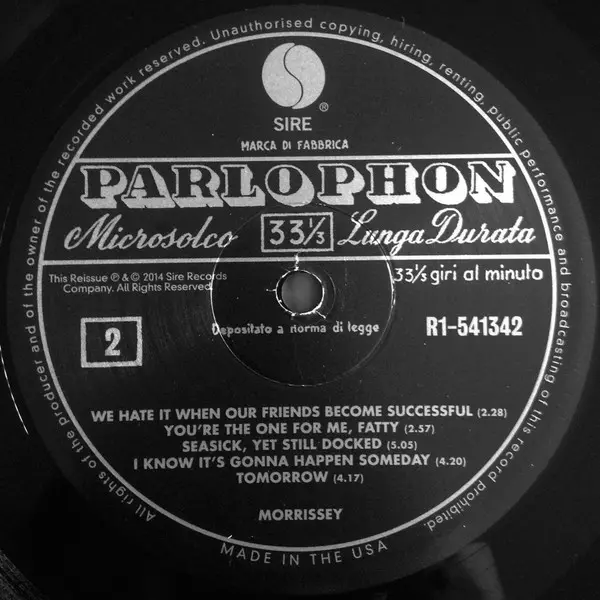 All rights of the producer and of the owner of the recorded work reserved. Unauthorised copying, hiring, renting, public performance and broadcasting of this record prohibited.
®
SIRE
MARCA DI FABBRICA
PARLOPHON
Microsolco 33⅓ Lunga Durata
This Reissue ℗ & © 2014 Sire Records
Company. All Rights Reserved.
33⅓ giri al minuto
Depositato a norma di legge
2
R1-541342
WE HATE IT WHEN OUR FRIENDS BECOME SUCCESSFUL (2.28)
YOU'RE THE ONE FOR ME, FATTY (2.57)
SEASICK, YET STILL DOCKED (5.05)
I KNOW IT'S GONNA HAPPEN SOMEDAY (4.20)
TOMORROW (4.17)
MORRISSEY
MADE IN THE USA